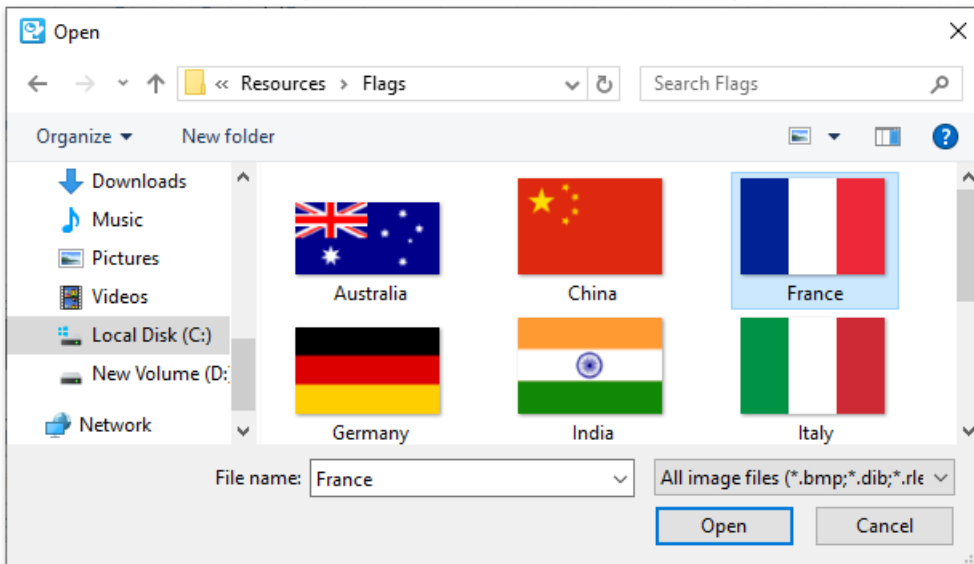 Open
« Resources › Flags
Search Flags
Organize
New folder
?
Downloads
Music
Pictures
Videos
Local Disk (C:)
New Volume (D:
Network
Australia
China
France
Germany
India
Italy
File name: France
All image files (*.bmp;*.dib;*.rle
Open
Cancel